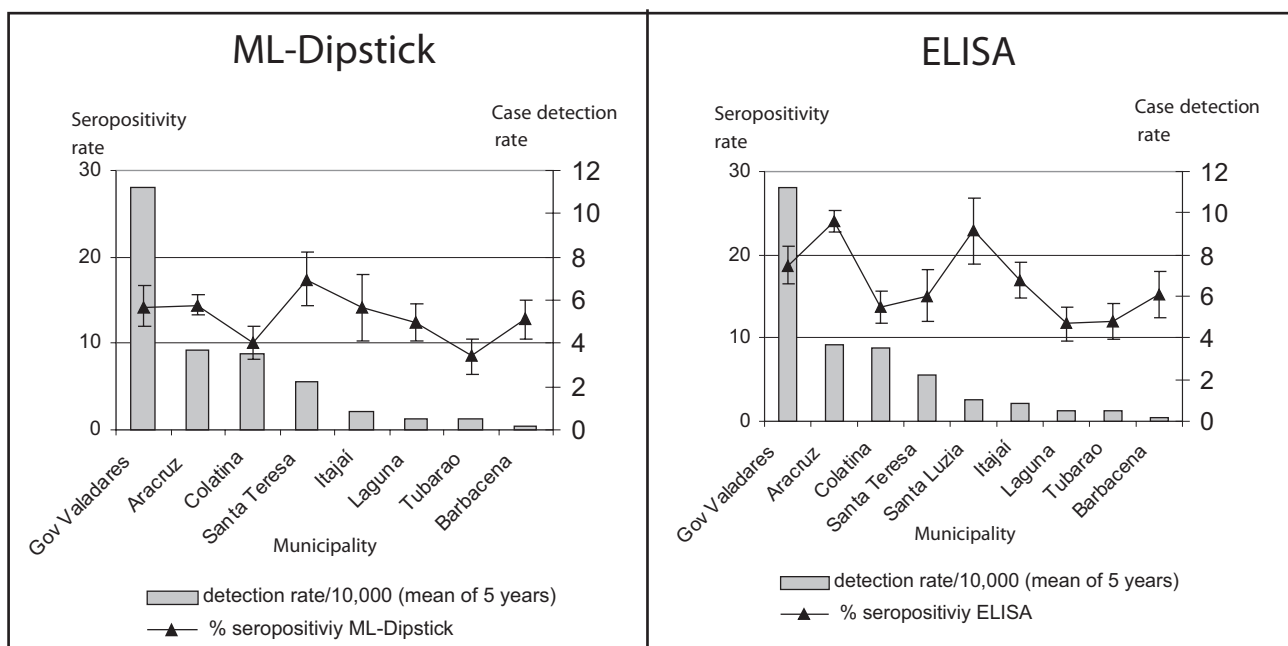 ML-Dipstick
Seropositivity
rate
Case detection
rate
30
20
10
0
12
10
8
6
4
2
0
Gov Valadares
Aracruz
Colatina
Santa Teresa
Itajaí
Laguna
Tubarao
Barbacena
Municipality
detection rate/10,000 (mean of 5 years)
% seropositiviy ML-Dipstick
ELISA
Seropositivity
rate
Case detection
rate
30
20
10
0
12
10
8
6
4
2
0
Gov Valadares
Aracruz
Colatina
Santa Teresa
Santa Luzia
Itajaí
Laguna
Tubarao
Barbacena
Municipality
detection rate/10,000 (mean of 5 years)
% seropositiviy ELISA